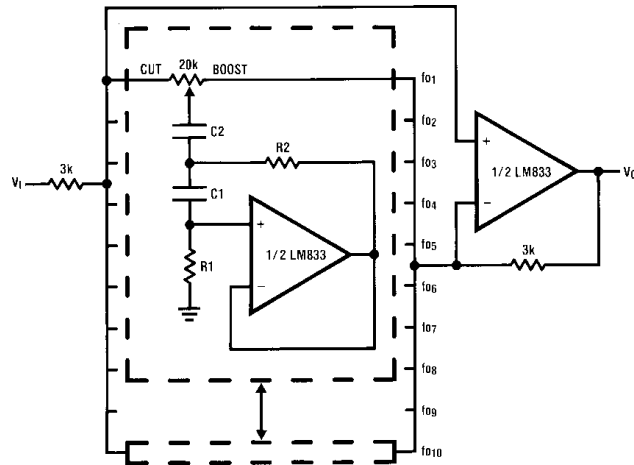 CUT 20k BOOST
fO1
C2
fO2
R2
fO3
+
3k
VI
1/2 LM833
VO
C1
fO4
−
+
fO5
1/2 LM833
3k
R1
−
fO6
fO7
fO8
fO9
fO10